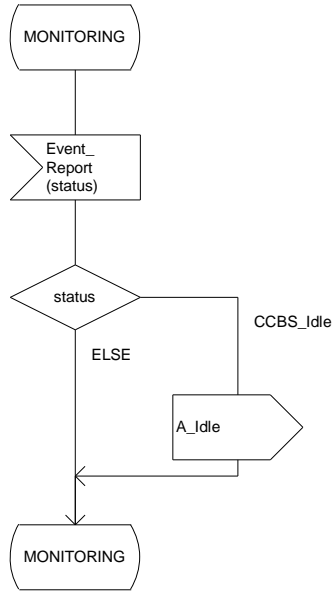 MONITORING
Event_
Report
(status)
status
CCBS_Idle
ELSE
A_Idle
MONITORING